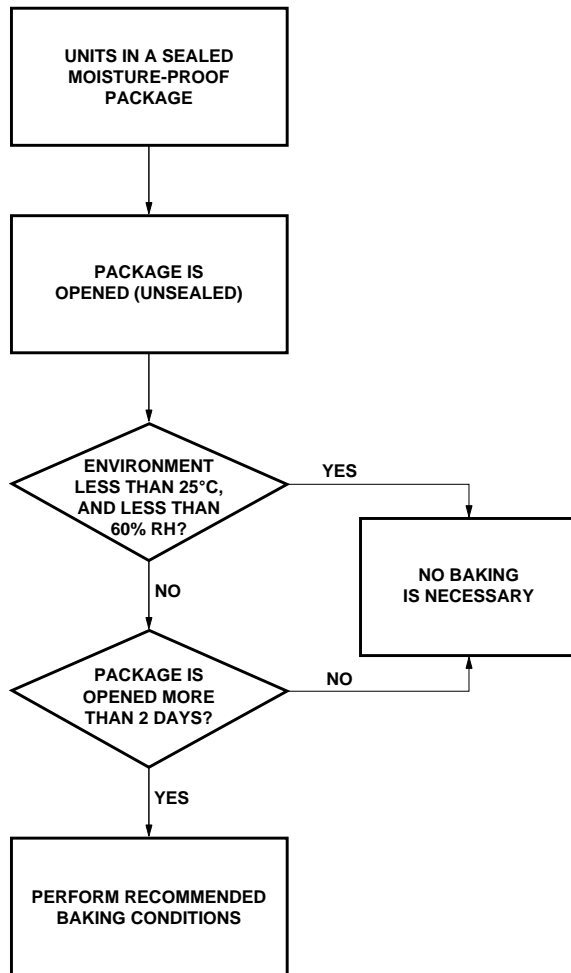 UNITS IN A SEALED
MOISTURE-PROOF
PACKAGE
PACKAGE IS
OPENED (UNSEALED)
ENVIRONMENT
LESS THAN 25°C,
AND LESS THAN
60% RH?
YES
NO BAKING
IS NECESSARY
NO
PACKAGE IS
OPENED MORE
THAN 2 DAYS?
NO
YES
PERFORM RECOMMENDED
BAKING CONDITIONS